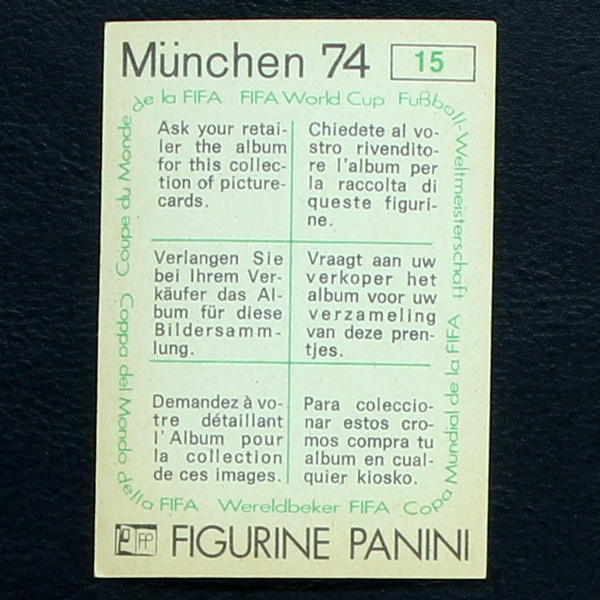 München 74 15
Coupe du Monde de la FIFA FIFA World Cup Fußball-Weltmeisterschaft
Ask your retai-
ler the album
for this collec-
tion of picture-
cards.
Chiedete al vo-
stro rivendito-
re l'album per
la raccolta di
queste figuri-
ne.
Verlangen Sie
bei Ihrem Ver-
käufer das Al-
bum für diese
Bildersamm-
lung.
Vraagt aan uw
verkoper het
album voor uw
verzameling
van deze pren-
tjes.
Demandez à vo-
tre détaillant
l'Album pour
la collection
de ces images.
Para coleccio-
nar estos cro-
mos compra tu
album en cual-
quier kiosko.
Coppa del Mondo della FIFA Wereldbeker FIFA Copa Mundial de la FIFA
FP FIGURINE PANINI